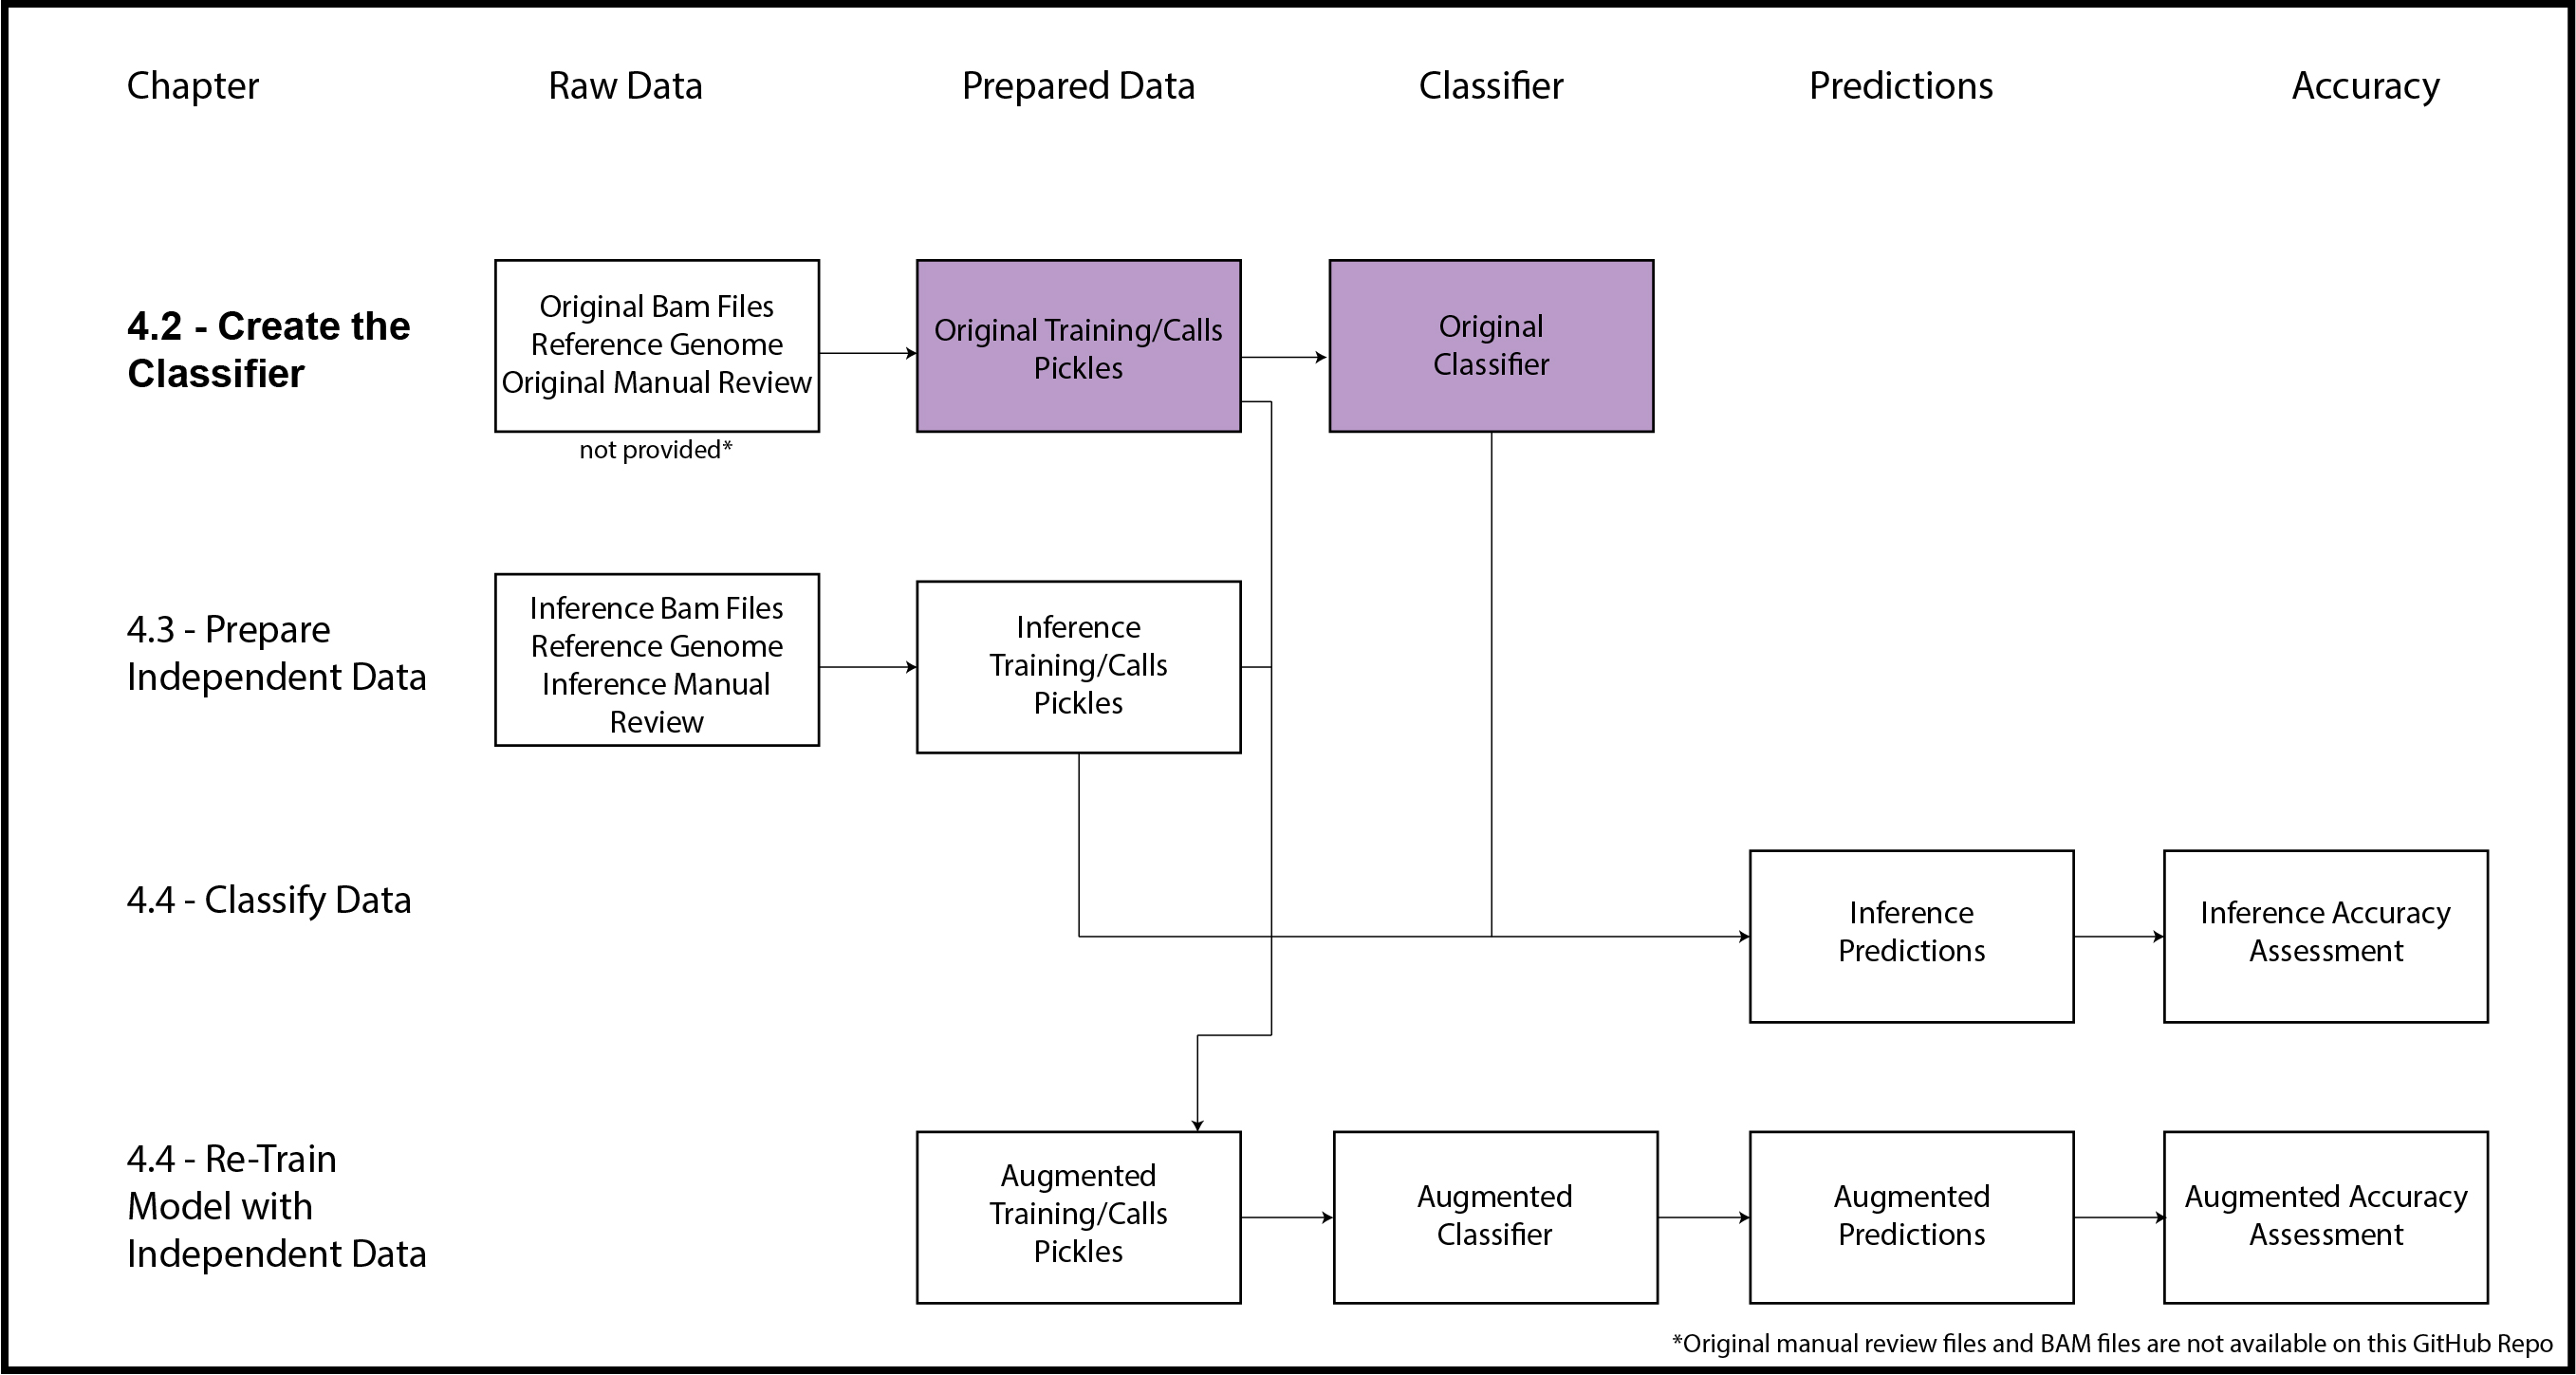 Chapter
Raw Data
Prepared Data
Classifier
Predictions
Accuracy
4.2 - Create the
Classifier
Original Bam Files
Reference Genome
Original Manual Review
not provided*
Original Training/Calls
Pickles
Original
Classifier
4.3 - Prepare
Independent Data
Inference Bam Files
Reference Genome
Inference Manual
Review
Inference
Training/Calls
Pickles
4.4 - Classify Data
Inference
Predictions
Inference Accuracy
Assessment
4.4 - Re-Train
Model with
Independent Data
Augmented
Training/Calls
Pickles
Augmented
Classifier
Augmented
Predictions
Augmented Accuracy
Assessment
*Original manual review files and BAM files are not available on this GitHub Repo